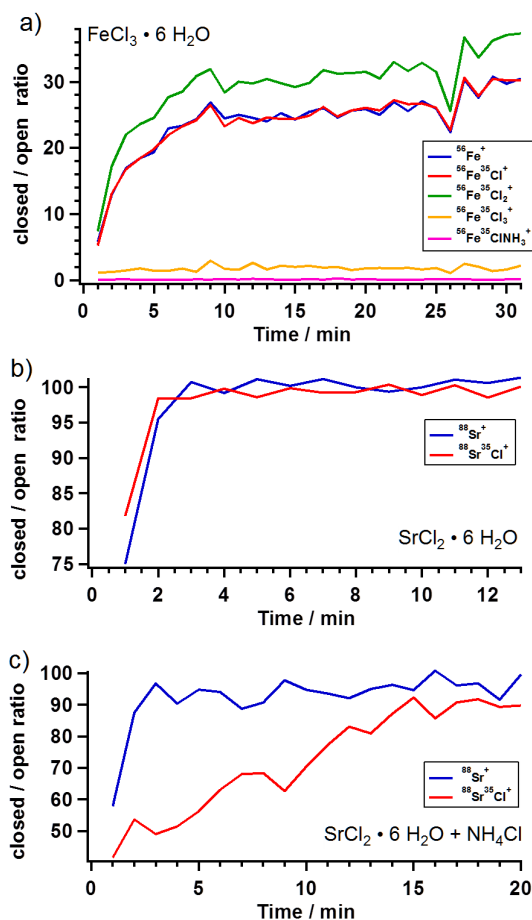 a)
FeCl₃ • 6 H₂O
closed / open ratio
30
20
10
0
⁵⁶Fe⁺
⁵⁶Fe³⁵Cl⁺
⁵⁶Fe³⁵Cl₂⁺
⁵⁶Fe³⁵Cl₃⁺
⁵⁶Fe³⁵ClNH₃⁺
0 5 10 15 20 25 30
Time / min
b)
closed / open ratio
100
95
90
85
80
75
⁸⁸Sr⁺
⁸⁸Sr³⁵Cl⁺
SrCl₂ • 6 H₂O
0 2 4 6 8 10 12
Time / min
c)
closed / open ratio
100
90
80
70
60
50
⁸⁸Sr⁺
⁸⁸Sr³⁵Cl⁺
SrCl₂ • 6 H₂O + NH₄Cl
0 5 10 15 20
Time / min